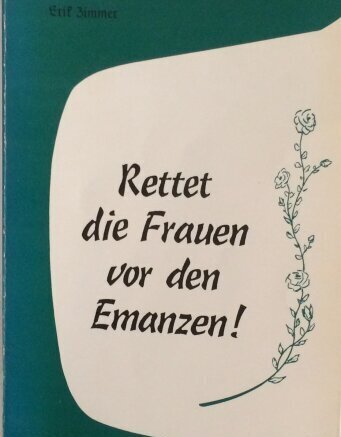 Erik Zimmer
Rettet
die Frauen
vor den
Emanzen!